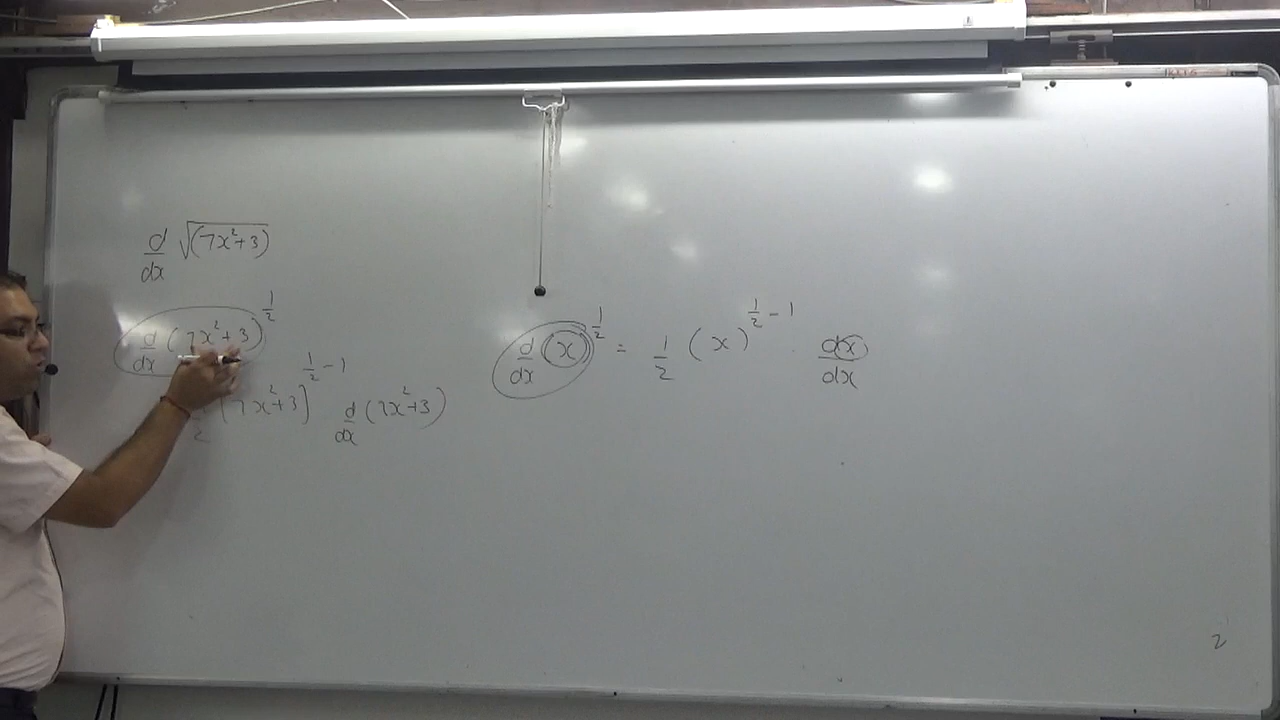 d/dx √(7x²+3)
d/dx (7x²+3)^1/2
(7x²+3)^1/2 - 1 d/dx (7x²+3)
d/dx (x)^1/2 = 1/2 (x)^1/2 - 1 dx/dx
2